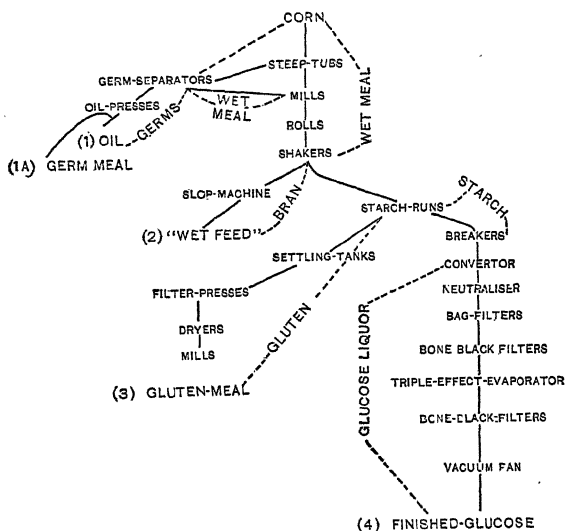 CORN
STEEP-TUBS
GERM-SEPARATORS
MILLS
OIL-PRESSES
WET
MEAL
GERMS
WET MEAL
ROLLS
(1) OIL
(1A) GERM MEAL
SHAKERS
SLOP-MACHINE
BRAN
STARCH-RUNS
STARCH
(2) "WET FEED"
BREAKERS
SETTLING-TANKS
CONVERTOR
FILTER-PRESSES
NEUTRALISER
BAG-FILTERS
DRYERS
GLUTEN
GLUCOSE LIQUOR
MILLS
BONE BLACK FILTERS
TRIPLE-EFFECT-EVAPORATOR
(3) GLUTEN-MEAL
BONE-BLACK-FILTERS
VACUUM FAN
(4) FINISHED-GLUCOSE